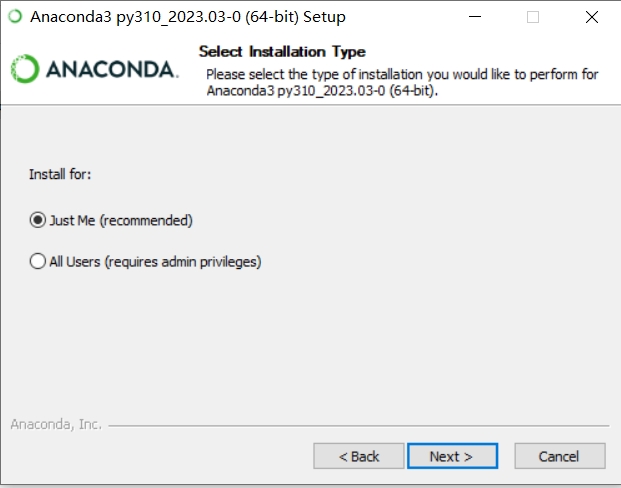 Anaconda3 py310_2023.03-0 (64-bit) Setup
ANACONDA.
Select Installation Type
Please select the type of installation you would like to perform for
Anaconda3 py310_2023.03-0 (64-bit).
Install for:
Just Me (recommended)
All Users (requires admin privileges)
Anaconda, Inc.
< Back
Next >
Cancel